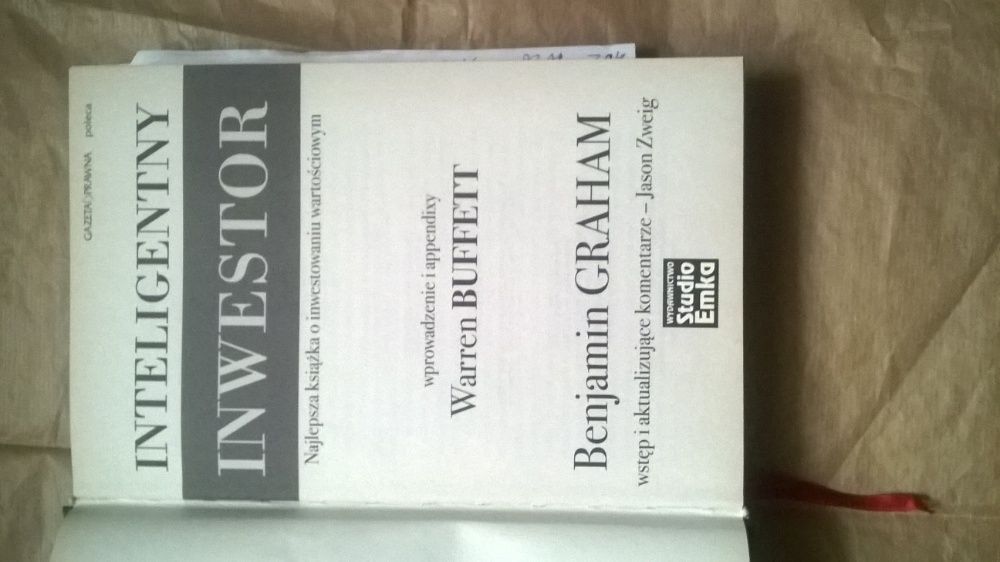 GAZETA PRAWNA poleca
INTELIGENTNY
INWESTOR
Najlepsza książka o inwestowaniu wartościowym
wprowadzenie i appendixy
Warren BUFFETT
Benjamin GRAHAM
wstęp i aktualizujące komentarze – Jason Zweig
WYDAWNICTWO
Studio
Emka